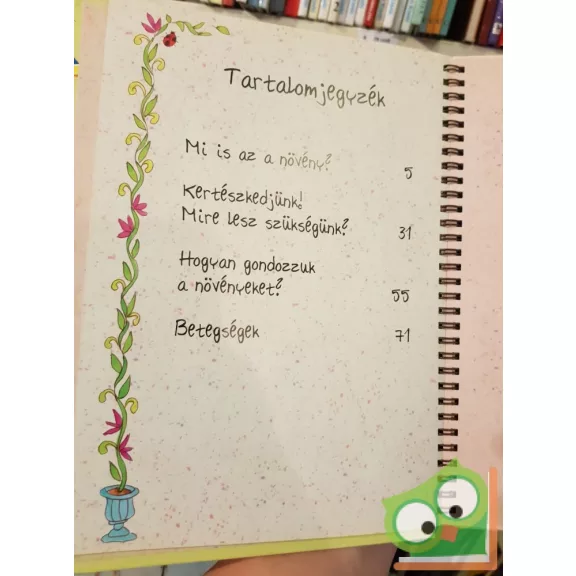 Tartalomjegyzék
Mi is az a növény? 5
Kertészkedjünk!
Mire lesz szükségünk? 31
Hogyan gondozzuk
a növényeket? 55
Betegségek 71